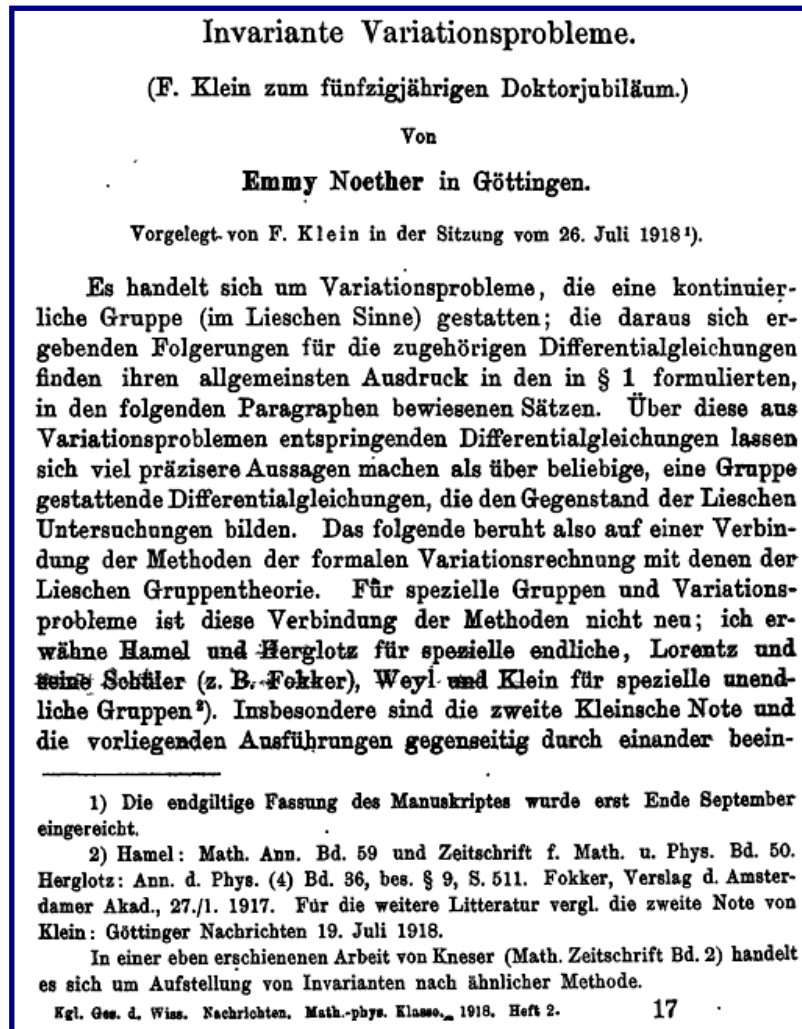 Invariante Variationsprobleme.
(F. Klein zum fünfzigjährigen Doktorjubiläum.)
Von
Emmy Noether in Göttingen.
Vorgelegt von F. Klein in der Sitzung vom 26. Juli 1918¹).
Es handelt sich um Variationsprobleme, die eine kontinuier-
liche Gruppe (im Lieschen Sinne) gestatten; die daraus sich er-
gebenden Folgerungen für die zugehörigen Differentialgleichungen
finden ihren allgemeinsten Ausdruck in den in § 1 formulierten,
in den folgenden Paragraphen bewiesenen Sätzen. Über diese aus
Variationsproblemen entspringenden Differentialgleichungen lassen
sich viel präzisere Aussagen machen als über beliebige, eine Gruppe
gestattende Differentialgleichungen, die den Gegenstand der Lieschen
Untersuchungen bilden. Das folgende beruht also auf einer Verbin-
dung der Methoden der formalen Variationsrechnung mit denen der
Lieschen Gruppentheorie. Für spezielle Gruppen und Variations-
probleme ist diese Verbindung der Methoden nicht neu; ich er-
wähne Hamel und Herglotz für spezielle endliche, Lorentz und
seine Schüler (z. B. Fokker), Weyl und Klein für spezielle unend-
liche Gruppen²). Insbesondere sind die zweite Kleinsche Note und
die vorliegenden Ausführungen gegenseitig durch einander beein-
1) Die endgiltige Fassung des Manuskriptes wurde erst Ende September
eingereicht.
2) Hamel: Math. Ann. Bd. 59 und Zeitschrift f. Math. u. Phys. Bd. 50.
Herglotz: Ann. d. Phys. (4) Bd. 36, bes. § 9, S. 511. Fokker, Verslag d. Amster-
damer Akad., 27./1. 1917. Für die weitere Litteratur vergl. die zweite Note von
Klein: Göttinger Nachrichten 19. Juli 1918.
In einer eben erschienenen Arbeit von Kneser (Math. Zeitschrift Bd. 2) handelt
es sich um Aufstellung von Invarianten nach ähnlicher Methode.
Kgl. Ges. d. Wiss. Nachrichten. Math.-phys. Klasse. 1918. Heft 2. 17